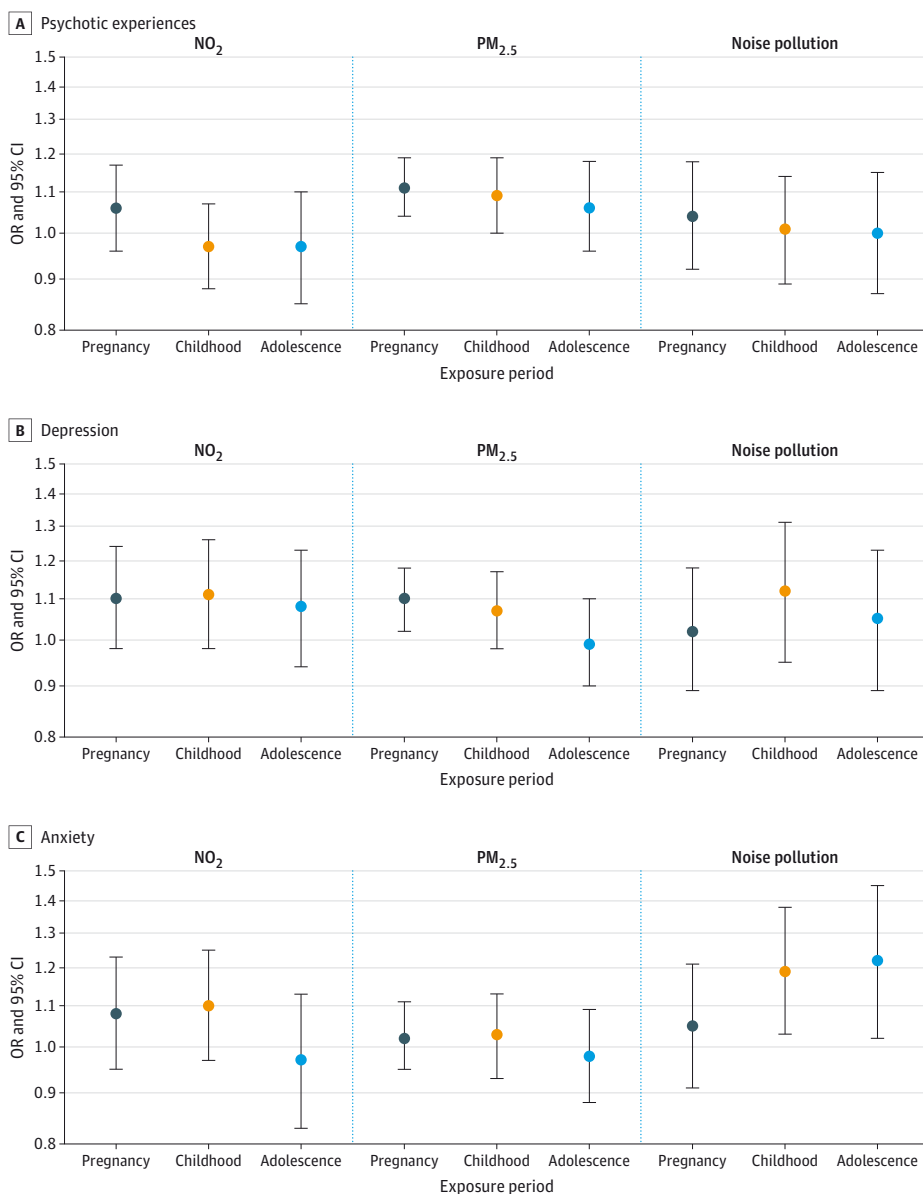 A Psychotic experiences
NO2 PM2.5 Noise pollution
1.5
1.4
1.3
1.2
1.1
1.0
0.9
0.8
OR and 95% CI
Pregnancy Childhood Adolescence Pregnancy Childhood Adolescence Pregnancy Childhood Adolescence
Exposure period
B Depression
NO2 PM2.5 Noise pollution
1.5
1.4
1.3
1.2
1.1
1.0
0.9
0.8
OR and 95% CI
Pregnancy Childhood Adolescence Pregnancy Childhood Adolescence Pregnancy Childhood Adolescence
Exposure period
C Anxiety
NO2 PM2.5 Noise pollution
1.5
1.4
1.3
1.2
1.1
1.0
0.9
0.8
OR and 95% CI
Pregnancy Childhood Adolescence Pregnancy Childhood Adolescence Pregnancy Childhood Adolescence
Exposure period